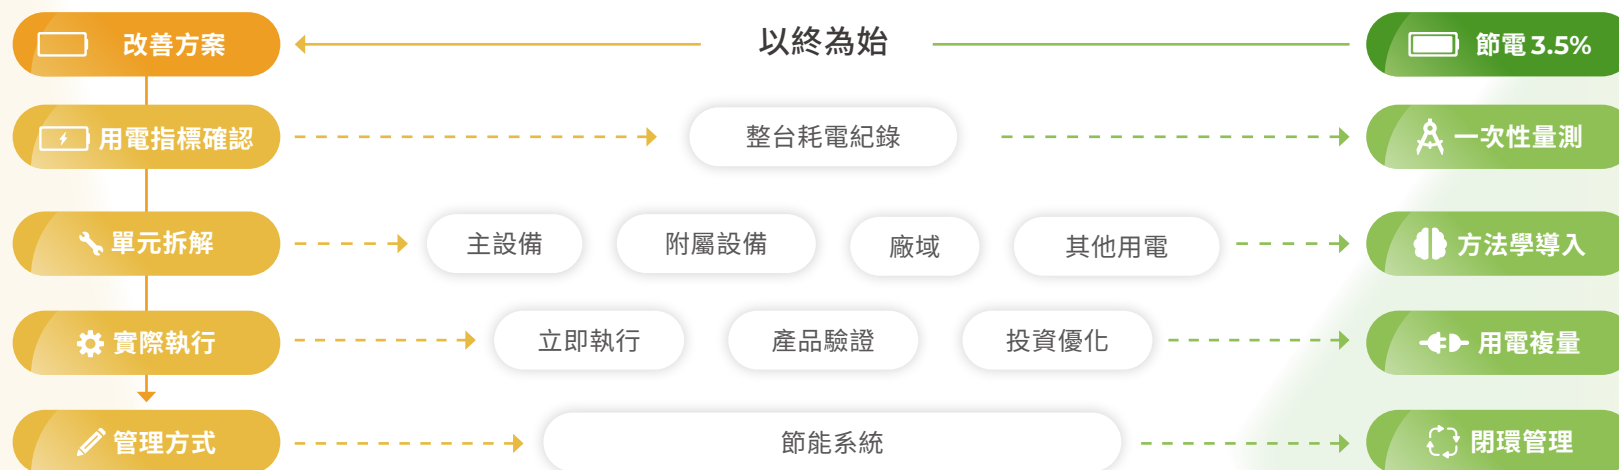 改善方案 以終為始 節電 3.5%
用電指標確認 整台耗電紀錄 一次性量測
單元拆解 主設備 附屬設備 廠域 其他用電 方法學導入
實際執行 立即執行 產品驗證 投資優化 用電複量
管理方式 節能系統 閉環管理